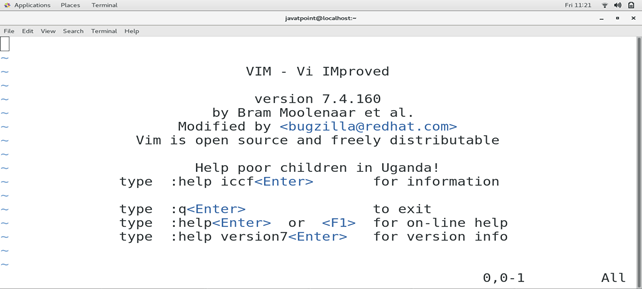 Applications Places Terminal Fri 11:21
javatpoint@localhost:~
File Edit View Search Terminal Help
~
~
VIM - Vi IMproved
~
~
version 7.4.160
~
by Bram Moolenaar et al.
~
Modified by <bugzilla@redhat.com>
~
Vim is open source and freely distributable
~
~
Help poor children in Uganda!
~
type :help iccf<Enter> for information
~
~
type :q<Enter> to exit
~
type :help<Enter> or <F1> for on-line help
~
type :help version7<Enter> for version info
~
~
0,0-1 All